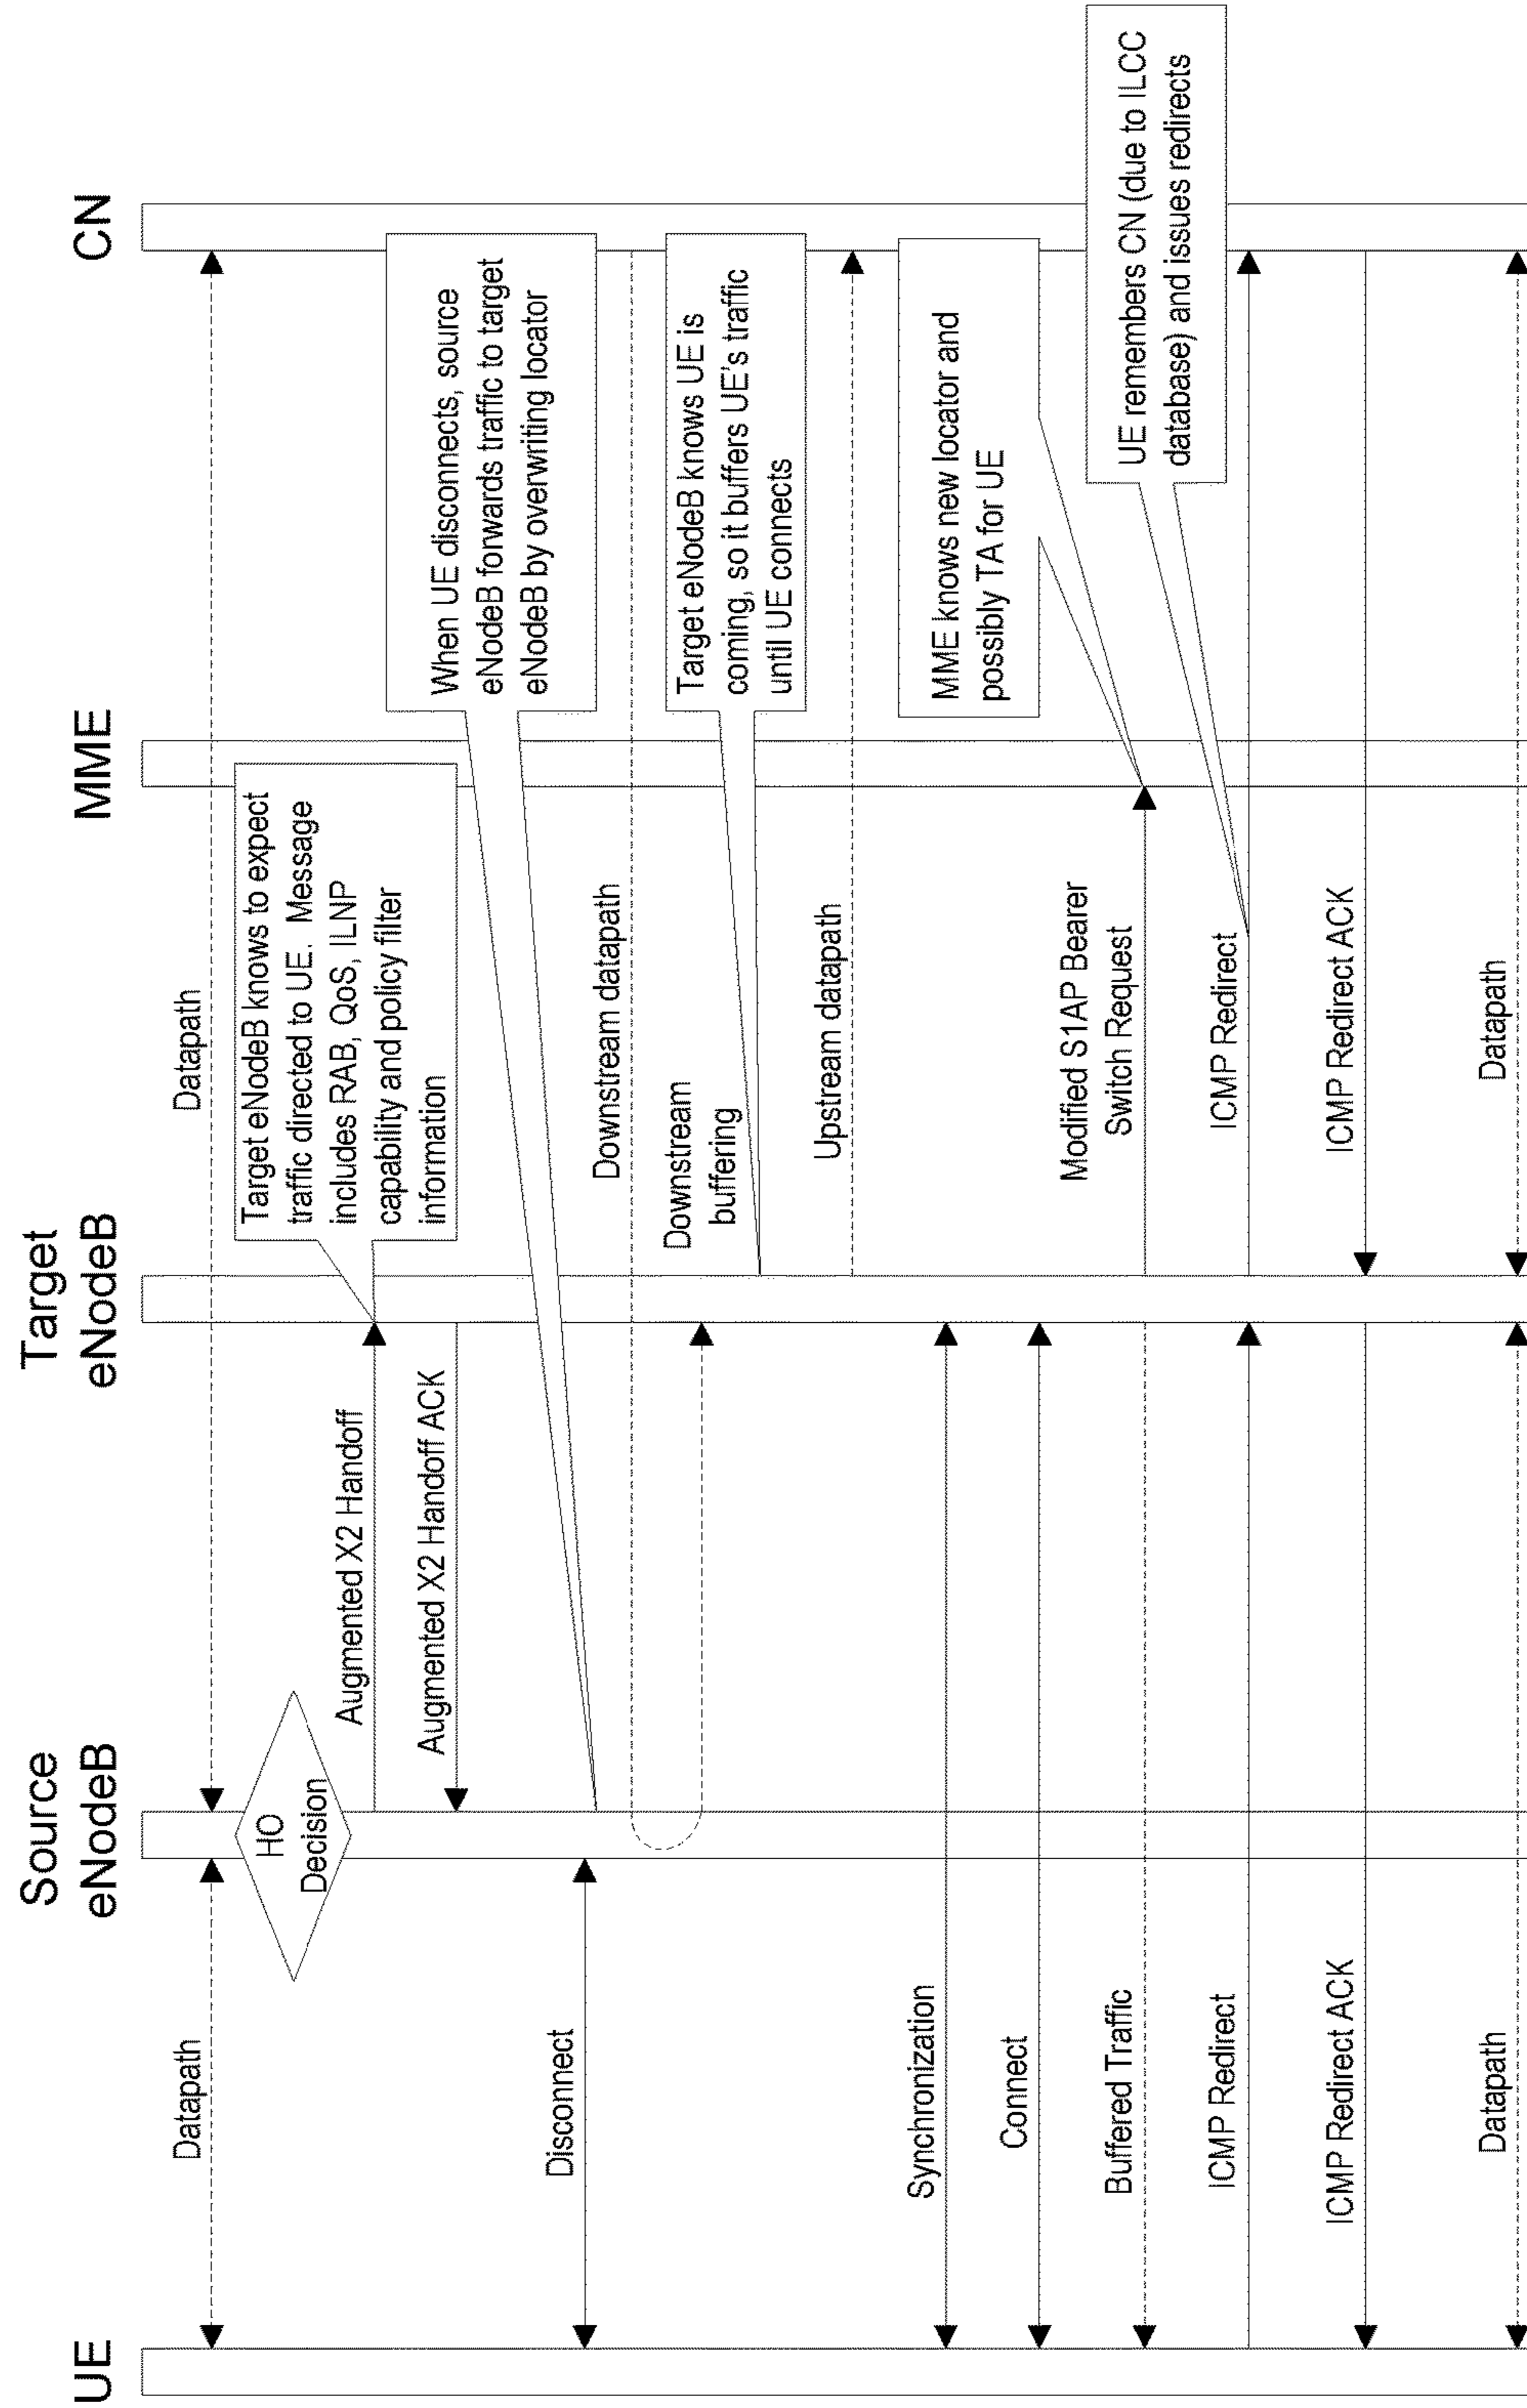 UE
Source
eNodeB
Target
eNodeB
MME
CN
Datapath
Datapath
HO
Decision
Target eNodeB knows to expect
traffic directed to UE. Message
includes RAB, QoS, ILNP
capability and policy filter
information
Augmented X2 Handoff
Augmented X2 Handoff ACK
When UE disconnects, source
eNodeB forwards traffic to target
eNodeB by overwriting locator
Disconnect
Downstream datapath
Downstream
buffering
Target eNodeB knows UE is
coming, so it buffers UE's traffic
until UE connects
Upstream datapath
Synchronization
MME knows new locator and
possibly TA for UE
Connect
Buffered Traffic
Modified S1AP Bearer
Switch Request
UE remembers CN (due to ILCC
database) and issues redirects
ICMP Redirect
ICMP Redirect
ICMP Redirect ACK
ICMP Redirect ACK
Datapath
Datapath